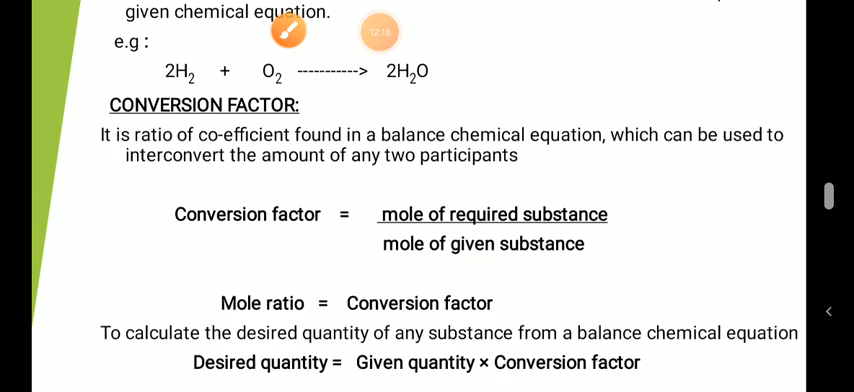 given chemical equation.
e.g :
2H₂ + O₂ -----------> 2H₂O
CONVERSION FACTOR:
It is ratio of co-efficient found in a balance chemical equation, which can be used to
interconvert the amount of any two participants
Conversion factor = mole of required substance
mole of given substance
Mole ratio = Conversion factor
To calculate the desired quantity of any substance from a balance chemical equation
Desired quantity = Given quantity × Conversion factor
12:18